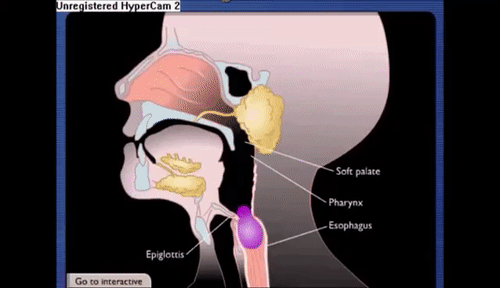 Unregistered HyperCam 2
Soft palate
Pharynx
Esophagus
Epiglottis
Go to interactive